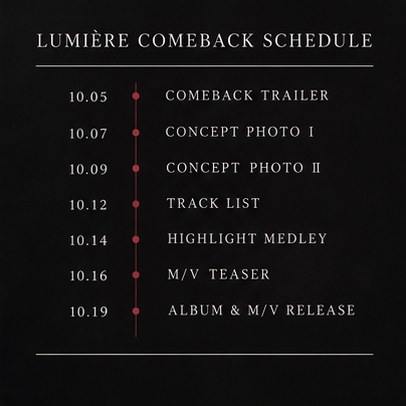 LUMIÈRE COMEBACK SCHEDULE
10.05 COMEBACK TRAILER
10.07 CONCEPT PHOTO I
10.09 CONCEPT PHOTO II
10.12 TRACK LIST
10.14 HIGHLIGHT MEDLEY
10.16 M/V TEASER
10.19 ALBUM & M/V RELEASE